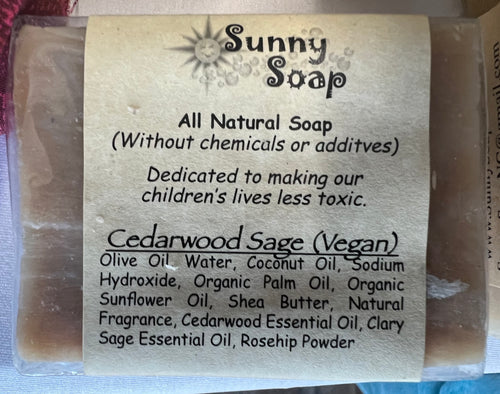 Sunny
Soap
All Natural Soap
(Without chemicals or additves)
Dedicated to making our
children's lives less toxic.
Cedarwood Sage (Vegan)
Olive Oil, Water, Coconut Oil, Sodium
Hydroxide, Organic Palm Oil, Organic
Sunflower Oil, Shea Butter, Natural
Fragrance, Cedarwood Essential Oil, Clary
Sage Essential Oil, Rosehip Powder